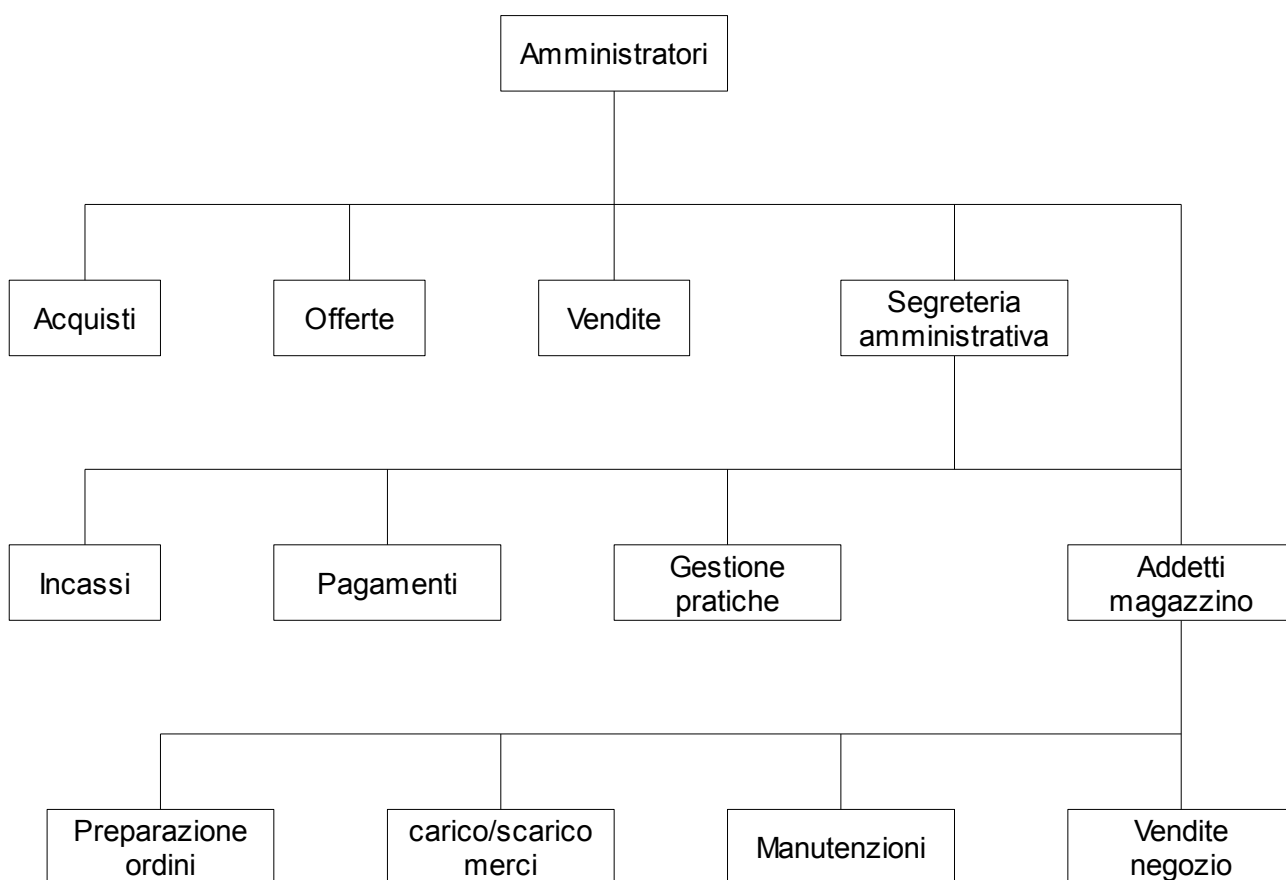 Amministratori
Acquisti
Offerte
Vendite
Segreteria
amministrativa
Incassi
Pagamenti
Gestione
pratiche
Addetti
magazzino
Preparazione
ordini
carico/scarico
merci
Manutenzioni
Vendite
negozio